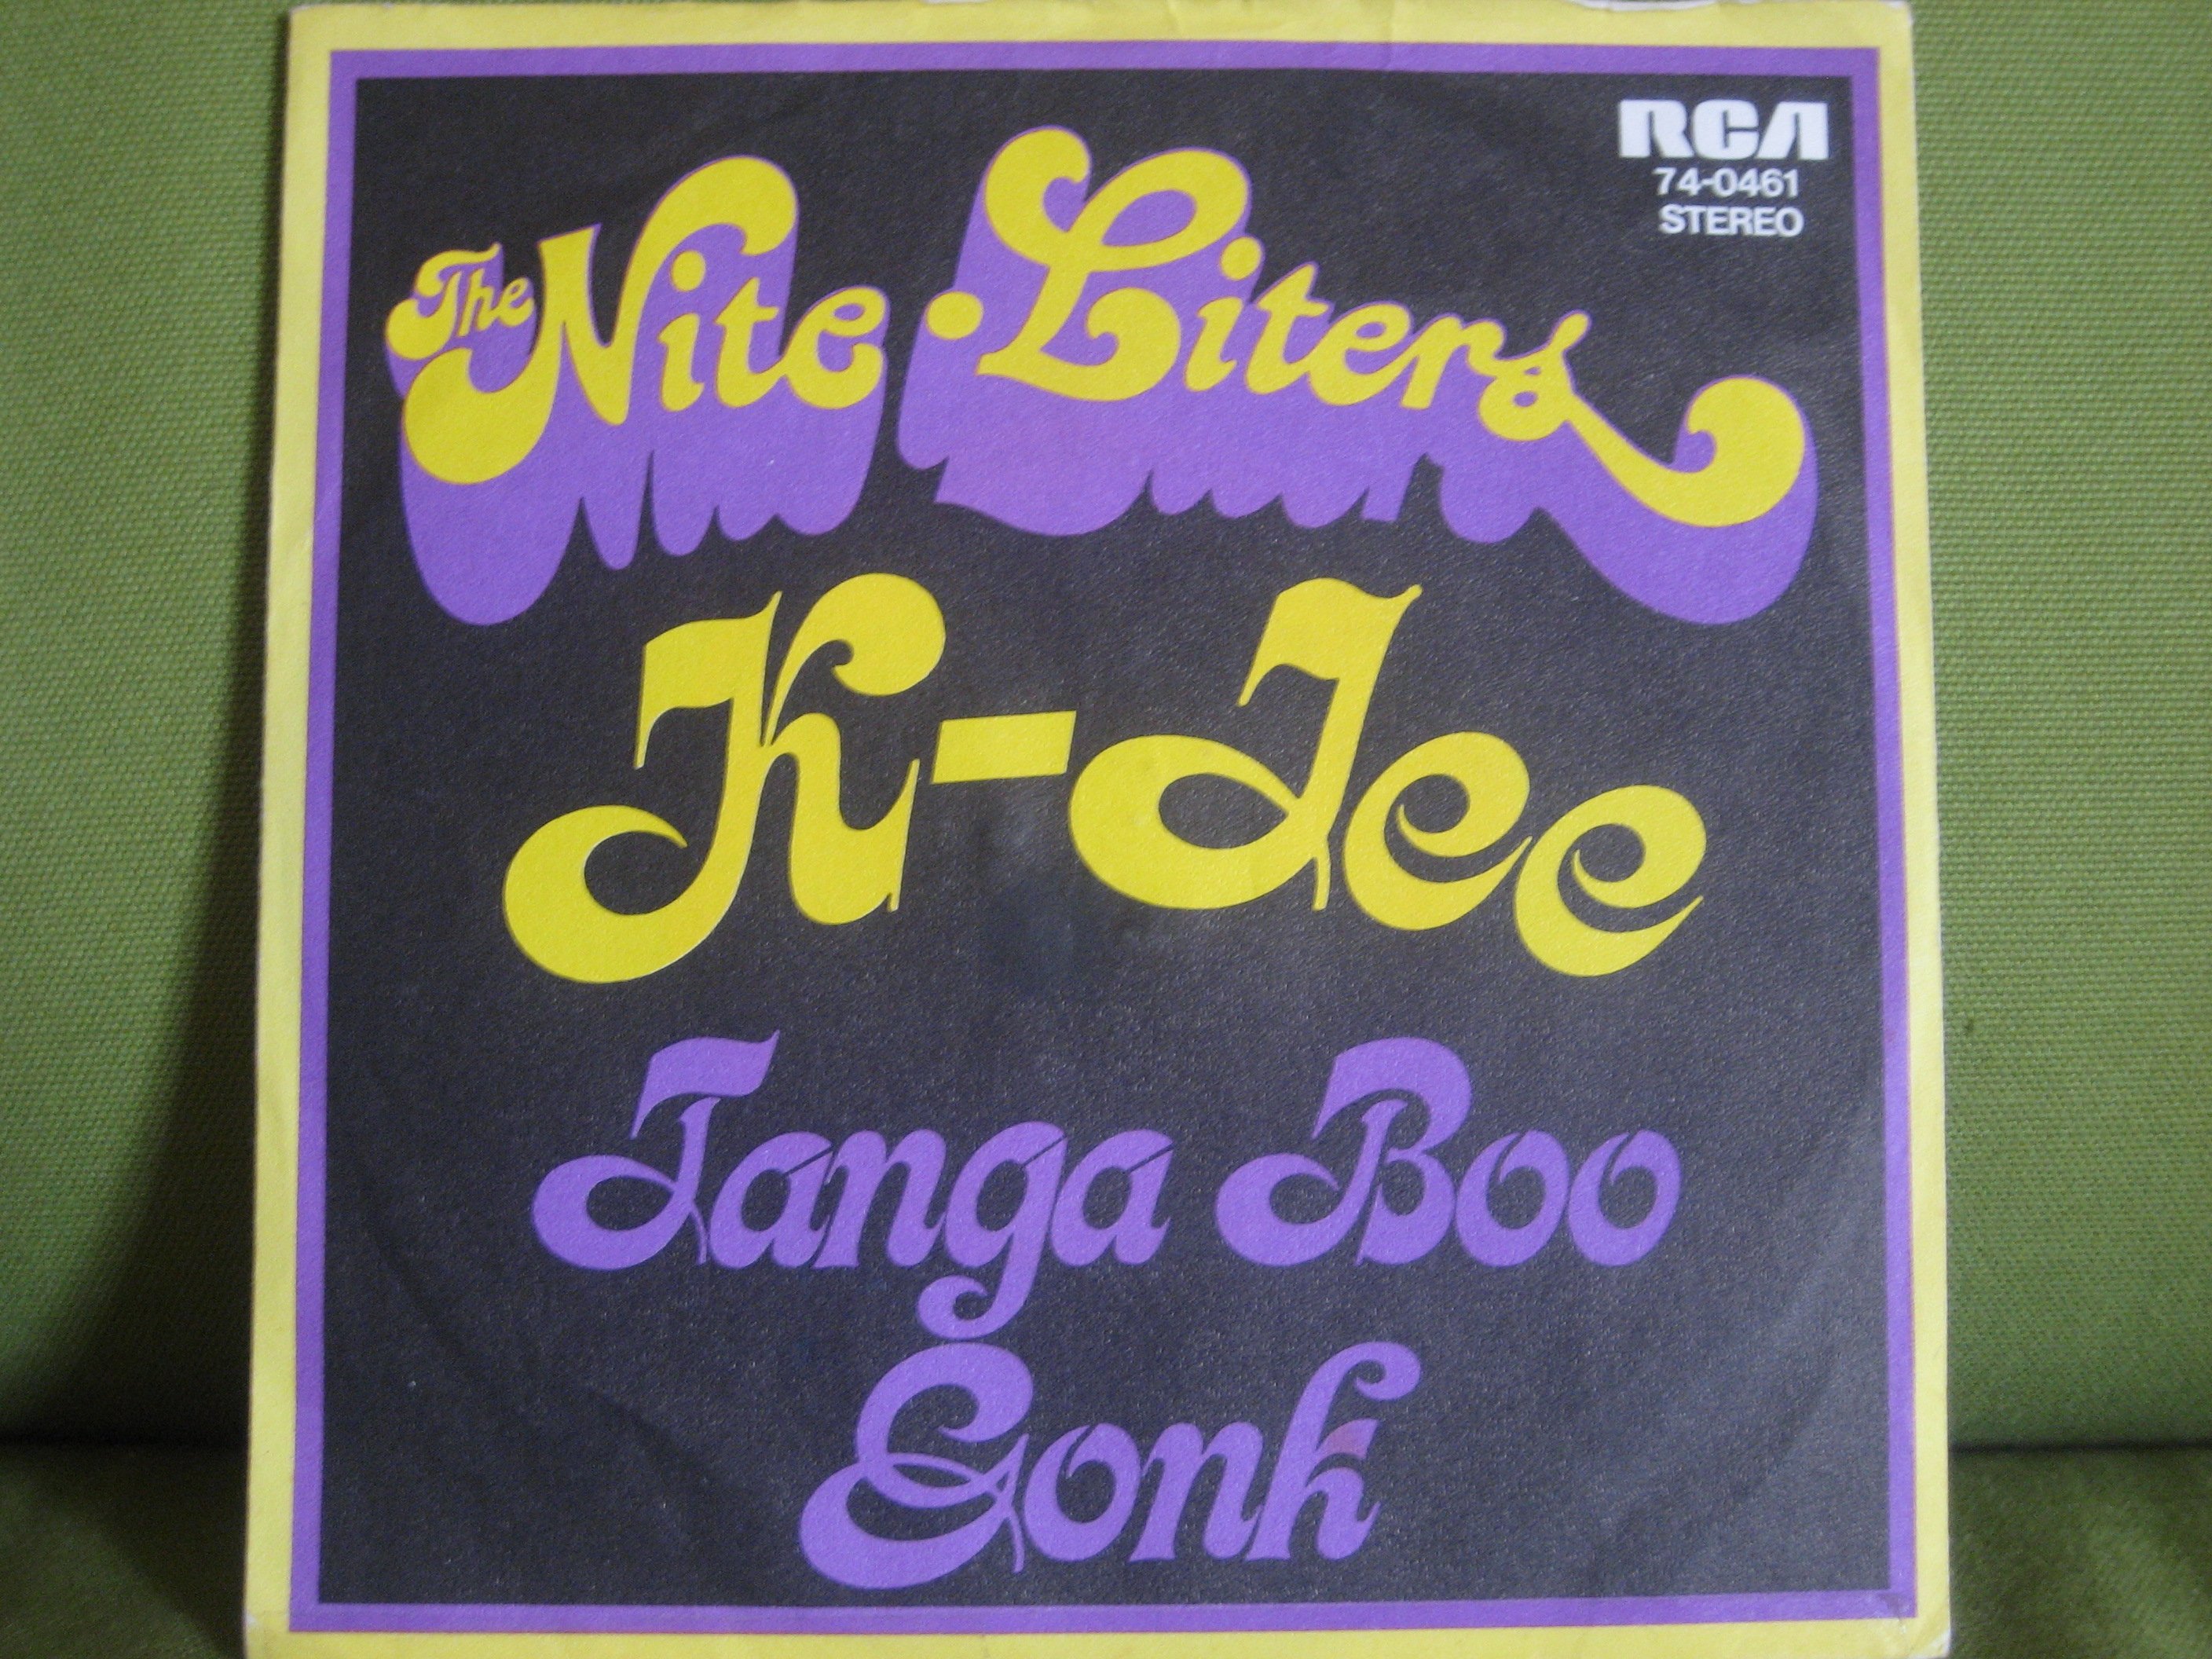 RCA
74-0461
STEREO
The Nite-Liters
K-Jee
Tanga Boo
Gonk